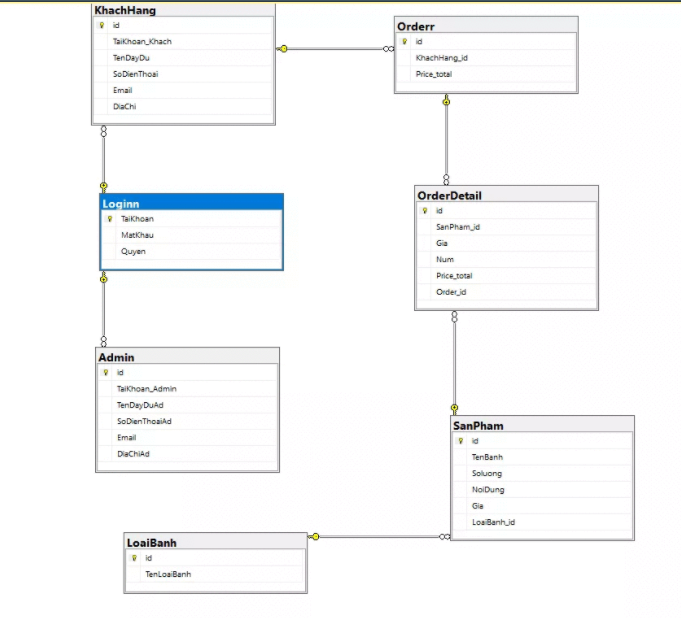 KhachHang
id
TaiKhoan_Khach
TenDayDu
SoDienThoai
Email
DiaChi
Orderr
id
KhachHang_id
Price_total
Loginn
TaiKhoan
MatKhau
Quyen
OrderDetail
id
SanPham_id
Gia
Num
Price_total
Order_id
Admin
id
TaiKhoan_Admin
TenDayDuAd
SoDienThoaiAd
Email
DiaChiAd
SanPham
id
TenBanh
Soluong
NoiDung
Gia
LoaiBanh_id
LoaiBanh
id
TenLoaiBanh